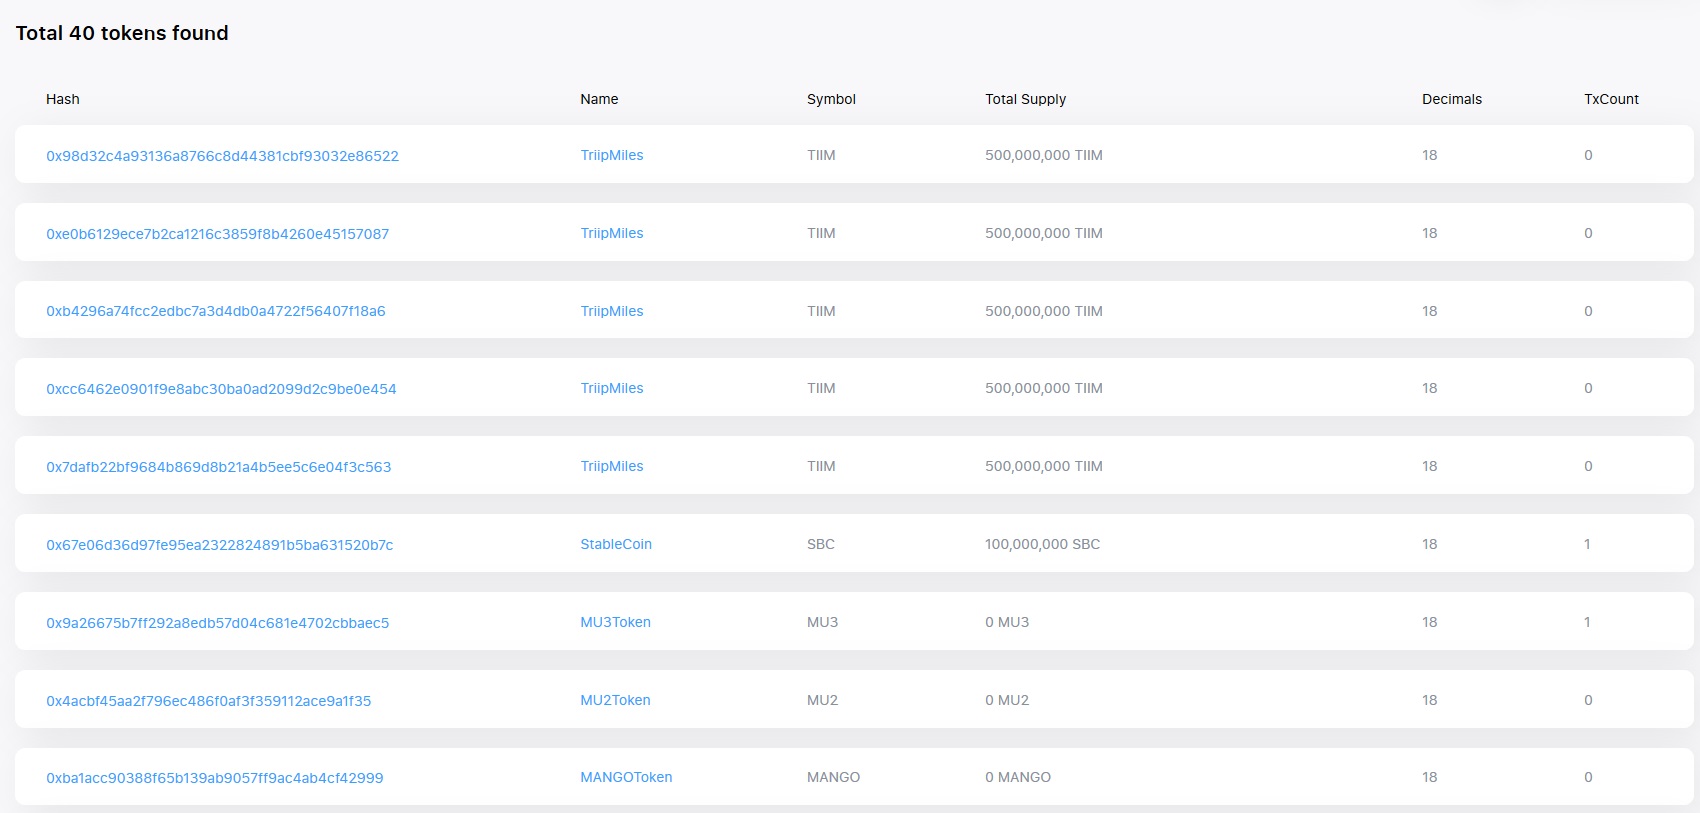 Total 40 tokens found
Hash Name Symbol Total Supply Decimals TxCount
0x98d32c4a93136a8766c8d44381cbf93032e86522 TriipMiles TIIM 500,000,000 TIIM 18 0
0xe0b6129ece7b2ca1216c3859f8b4260e45157087 TriipMiles TIIM 500,000,000 TIIM 18 0
0xb4296a74fcc2edbc7a3d4db0a4722f56407f18a6 TriipMiles TIIM 500,000,000 TIIM 18 0
0xcc6462e0901f9e8abc30ba0ad2099d2c9be0e454 TriipMiles TIIM 500,000,000 TIIM 18 0
0x7dafb22bf9684b869d8b21a4b5ee5c6e04f3c563 TriipMiles TIIM 500,000,000 TIIM 18 0
0x67e06d36d97fe95ea2322824891b5ba631520b7c StableCoin SBC 100,000,000 SBC 18 1
0x9a26675b7ff292a8edb57d04c681e4702cbbaec5 MU3Token MU3 0 MU3 18 1
0x4acbf45aa2f796ec486f0af3f359112ace9a1f35 MU2Token MU2 0 MU2 18 0
0xba1acc90388f65b139ab9057ff9ac4ab4cf42999 MANGOToken MANGO 0 MANGO 18 0